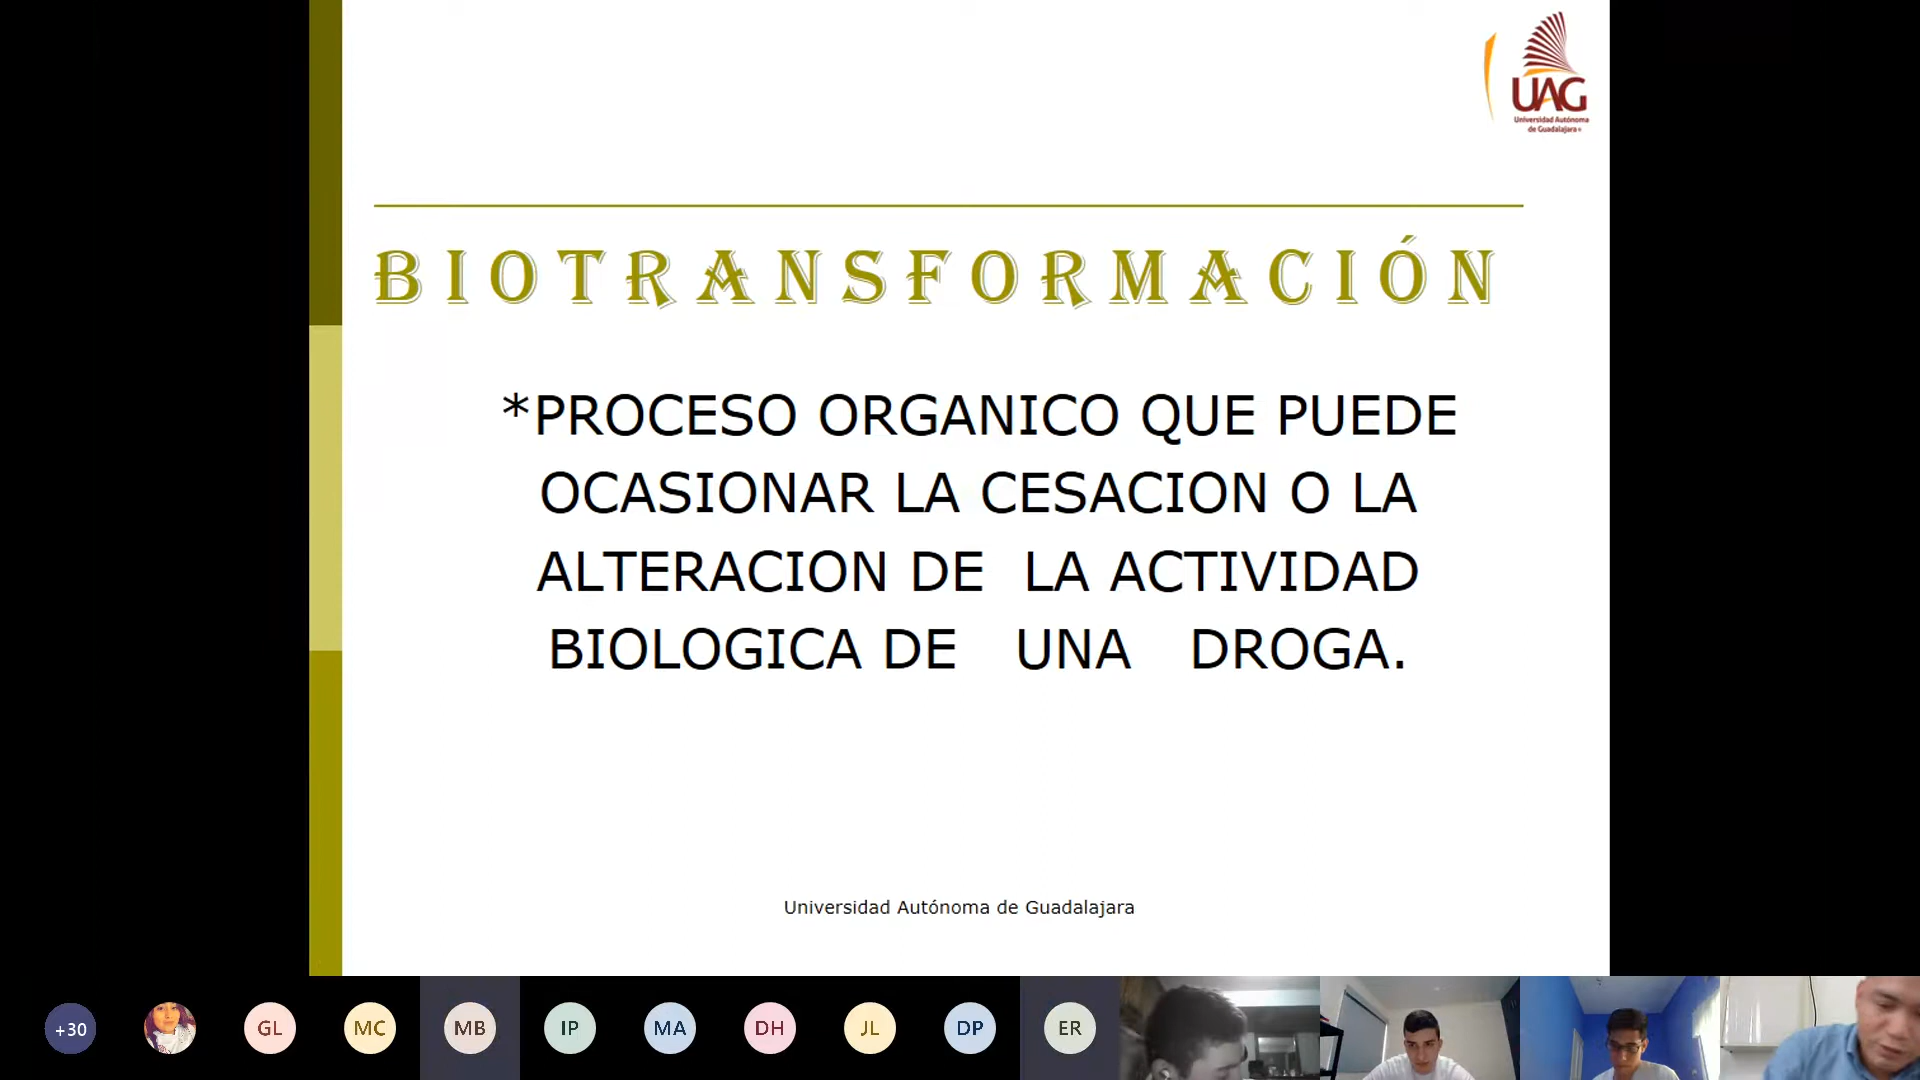 UAG
Universidad Autónoma
de Guadalajara
BIOTRANSFORMACIÓN
*PROCESO ORGANICO QUE PUEDE
OCASIONAR LA CESACION O LA
ALTERACION DE LA ACTIVIDAD
BIOLOGICA DE UNA DROGA.
Universidad Autónoma de Guadalajara
+30 GL MC MB IP MA DH JL DP ER